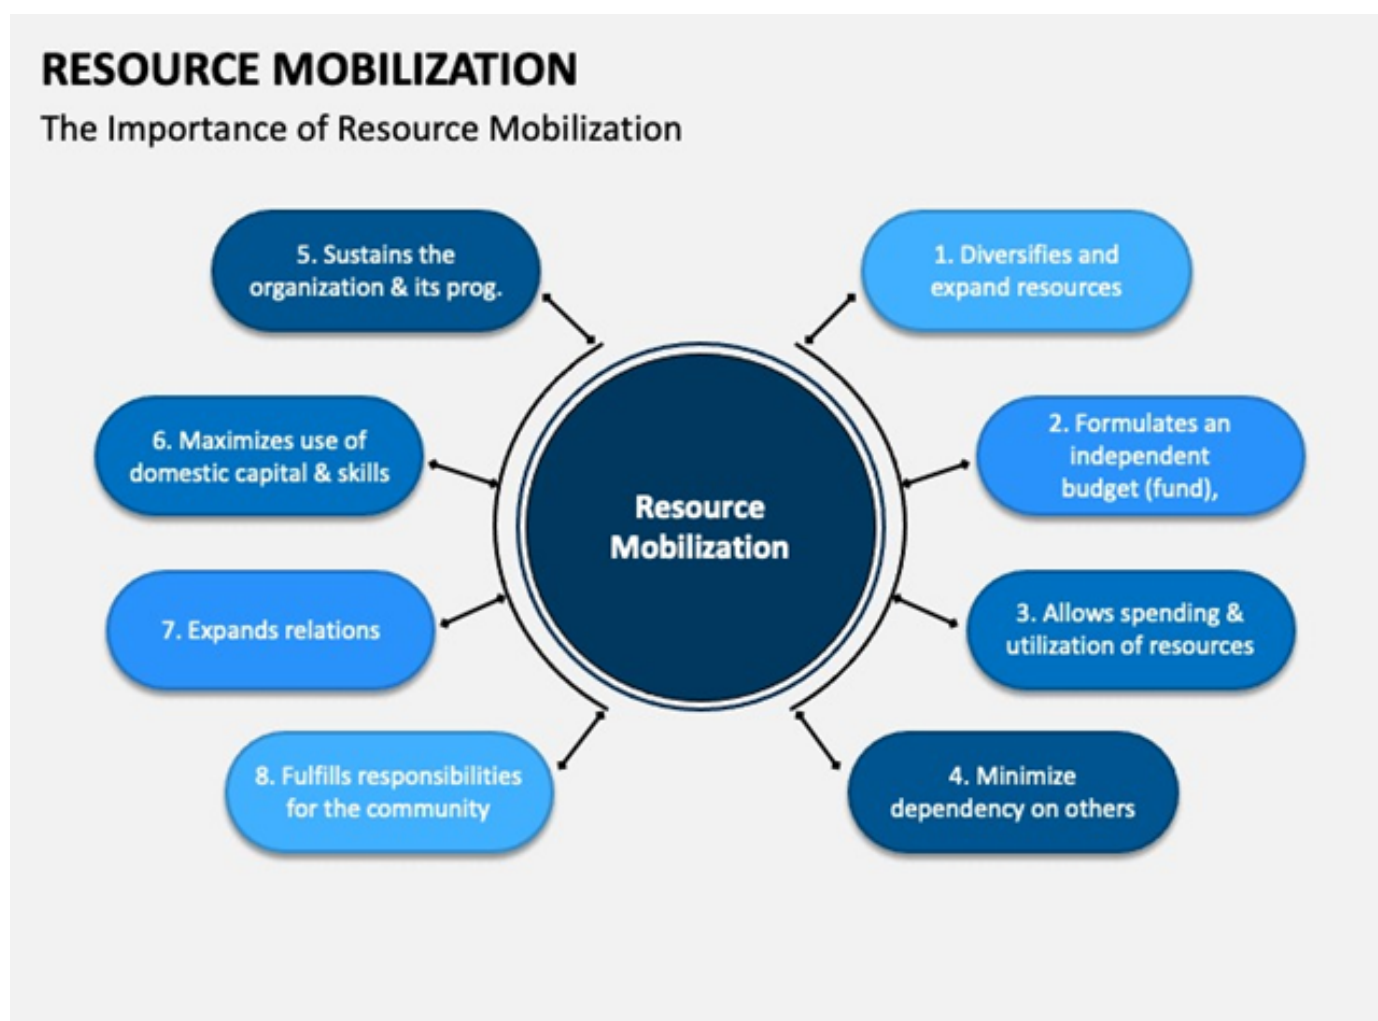 RESOURCE MOBILIZATION
The Importance of Resource Mobilization
5. Sustains the
organization & its prog.
1. Diversifies and
expand resources
6. Maximizes use of
domestic capital & skills
2. Formulates an
independent
budget (fund),
Resource
Mobilization
7. Expands relations
3. Allows spending &
utilization of resources
8. Fulfills responsibilities
for the community
4. Minimize
dependency on others